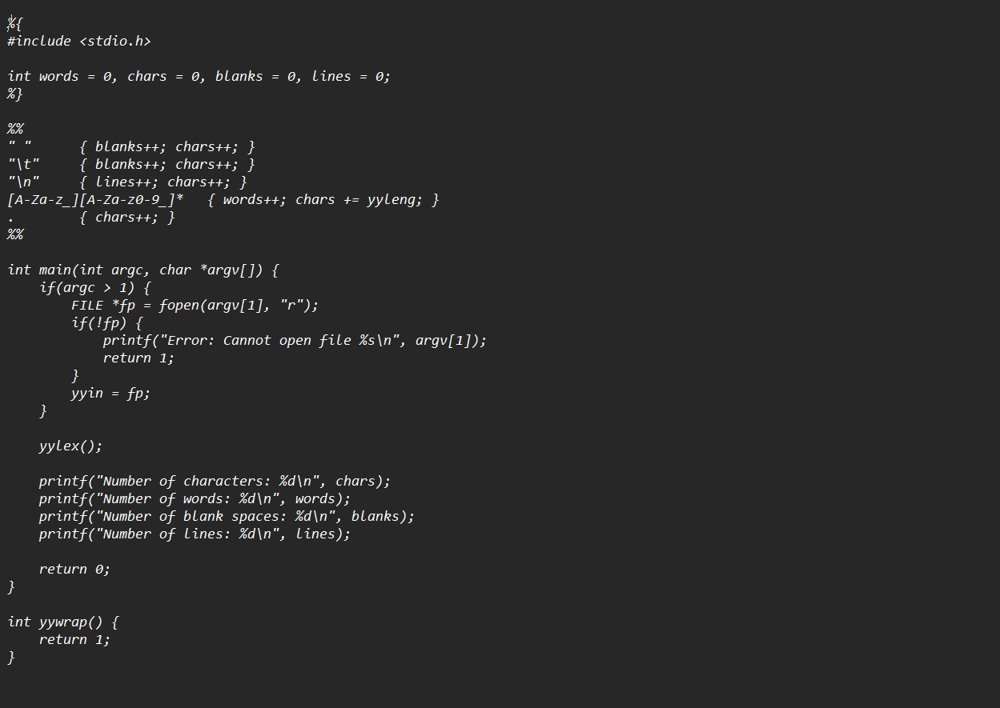 %{
#include <stdio.h>

int words = 0, chars = 0, blanks = 0, lines = 0;
%}

%%
" "      { blanks++; chars++; }
"\t"     { blanks++; chars++; }
"\n"     { lines++; chars++; }
[A-Za-z_][A-Za-z0-9_]*   { words++; chars += yyleng; }
.        { chars++; }
%%

int main(int argc, char *argv[]) {
    if(argc > 1) {
        FILE *fp = fopen(argv[1], "r");
        if(!fp) {
            printf("Error: Cannot open file %s\n", argv[1]);
            return 1;
        }
        yyin = fp;
    }

    yylex();

    printf("Number of characters: %d\n", chars);
    printf("Number of words: %d\n", words);
    printf("Number of blank spaces: %d\n", blanks);
    printf("Number of lines: %d\n", lines);

    return 0;
}

int yywrap() {
    return 1;
}